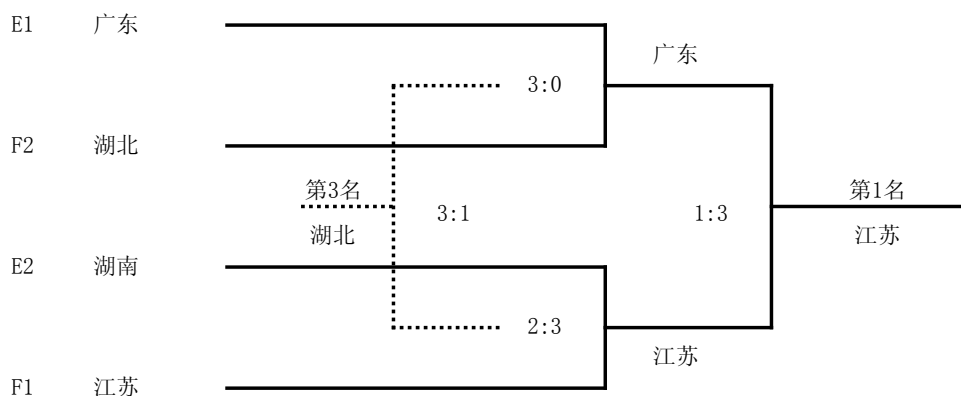 E1 广东
广东
3:0
F2 湖北
第3名
3:1
1:3
第1名
湖北
江苏
E2 湖南
2:3
江苏
F1 江苏